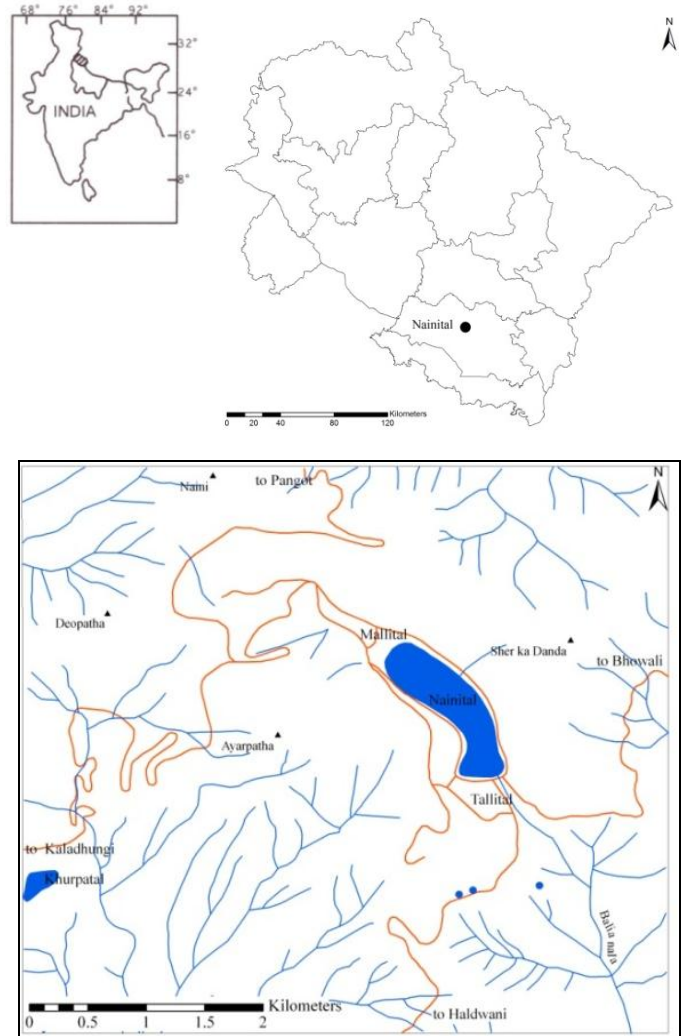 68° 76° 84° 92°
32°
24°
16°
8°
INDIA
N
Nainital
Kilometers
0 20 40 80 120
N
Naini
to Pangot
Deopatha
Mallital
Sher ka Danda
to Bhowali
Nainital
Ayarpatha
Tallital
to Kaladhungi
Khurpatal
Balia nala
Kilometers
0 0.5 1 1.5 2
to Haldwani